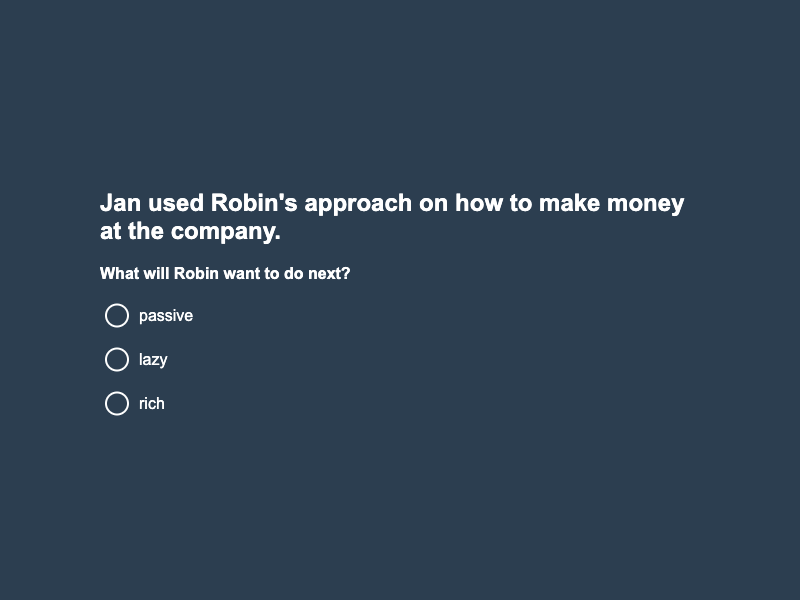 Jan used Robin's approach on how to make money
at the company.
What will Robin want to do next?
passive
lazy
rich